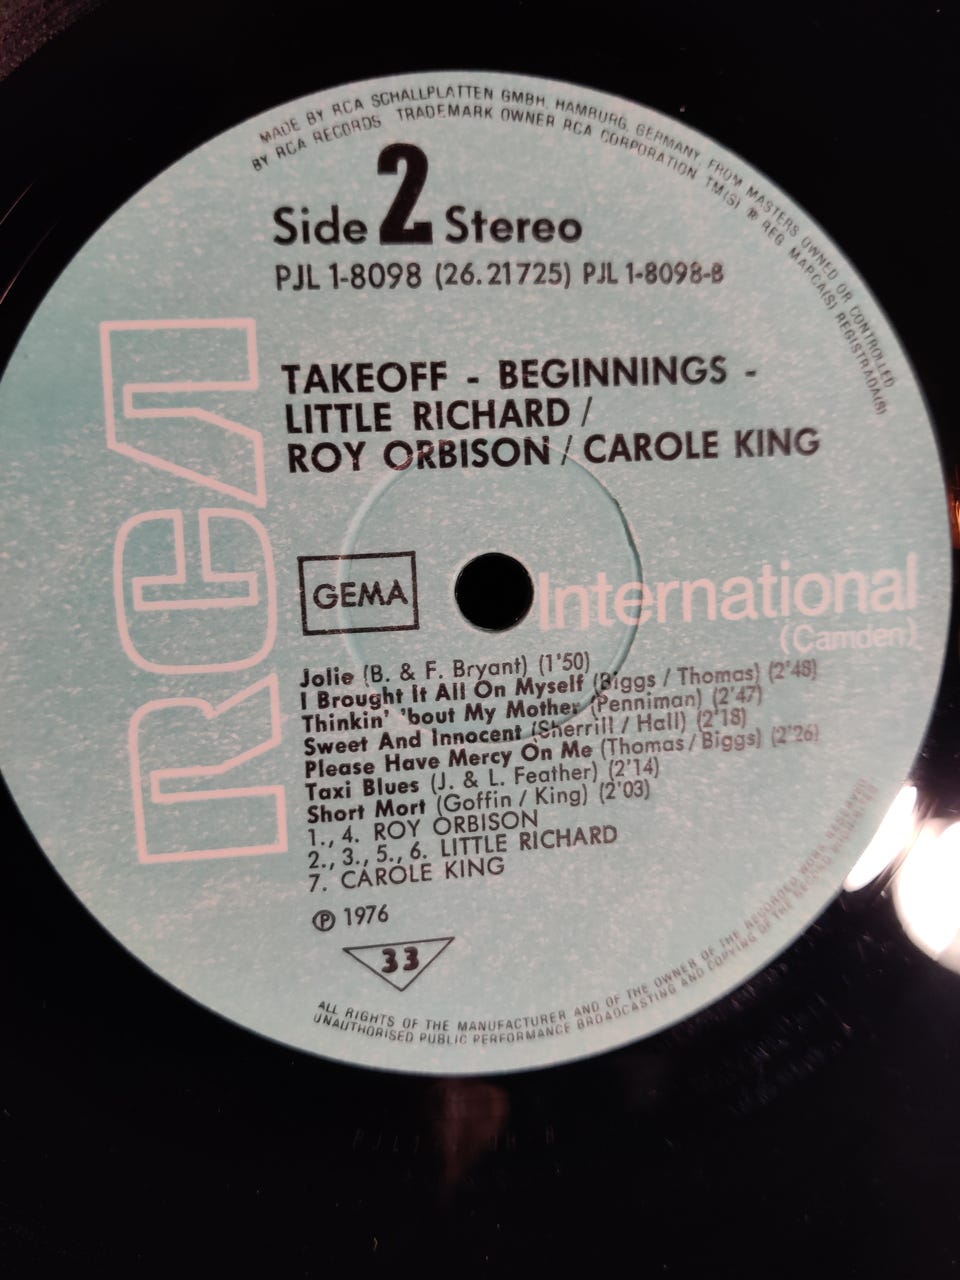 MADE BY RCA SCHALLPLATTEN GMBH, HAMBURG, GERMANY, FROM MASTERS OWNED OR CONTROLLED
BY RCA RECORDS TRADEMARK OWNER RCA CORPORATION TM(S) ® REG MARCA(S) REGISTRADA(S)
Side 2 Stereo
PJL 1-8098 (26.21725) PJL 1-8098-B
TAKEOFF - BEGINNINGS -
LITTLE RICHARD /
ROY ORBISON / CAROLE KING
RCA
GEMA
International
(Camden)
Jolie (B. & F. Bryant) (1'50)
I Brought It All On Myself (Biggs / Thomas) (2'48)
Thinkin' 'bout My Mother (Penniman) (2'47)
Sweet And Innocent (Sherrill / Hall) (2'18)
Please Have Mercy On Me (Thomas / Biggs) (2'26)
Taxi Blues (J. & L. Feather) (2'14)
Short Mort (Goffin / King) (2'03)
1., 4. ROY ORBISON
2., 3., 5., 6. LITTLE RICHARD
7. CAROLE KING
℗ 1976
33
ALL RIGHTS OF THE MANUFACTURER AND OF THE OWNER OF THE RECORDED WORK RESERVED
UNAUTHORISED PUBLIC PERFORMANCE BROADCASTING AND COPYING OF THE RECORD